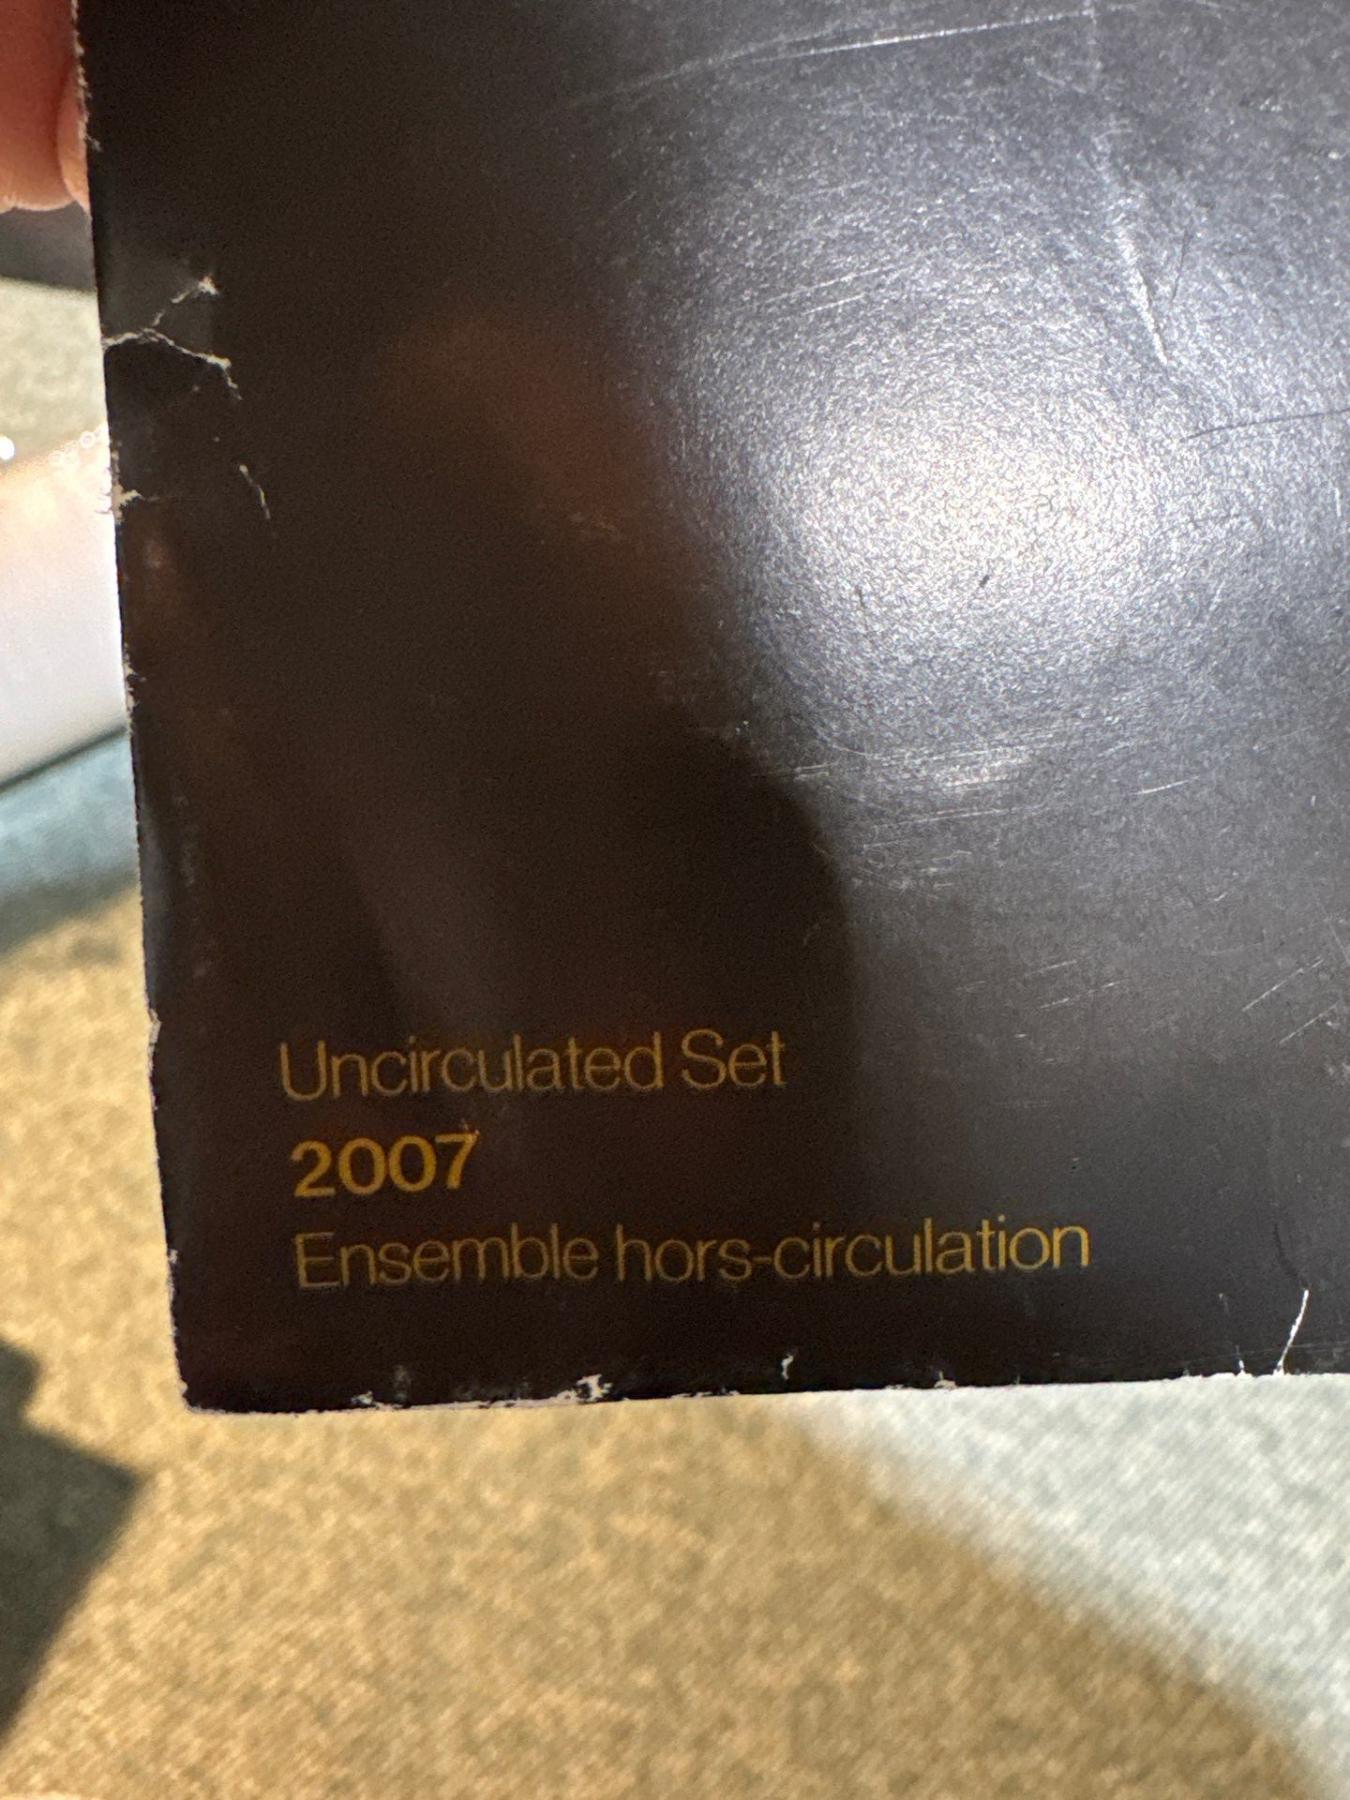 Uncirculated Set
2007
Ensemble hors-circulation